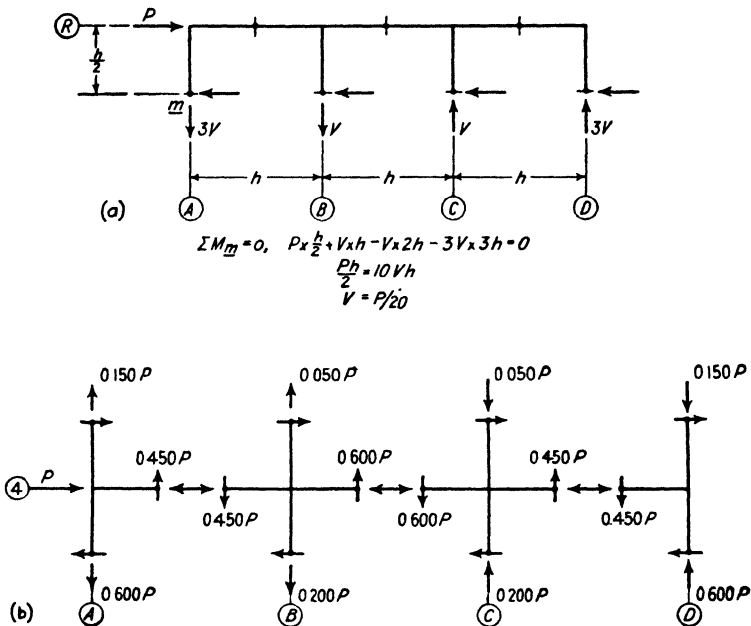 R P
h/2
m
3V V V 3V
h h h
(a) A B C D
ΣM_m = 0, P x h/2 + V x h - V x 2h - 3V x 3h = 0
Ph/2 = 10 Vh
V = P/20
0 150 P 0 050 P 0 050 P 0 150 P
0 450 P 0 600 P 0 450 P
4 P
0 450 P 0 600 P 0.450 P
0 600 P 0 200 P 0 200 P 0 600 P
(b) A B C D